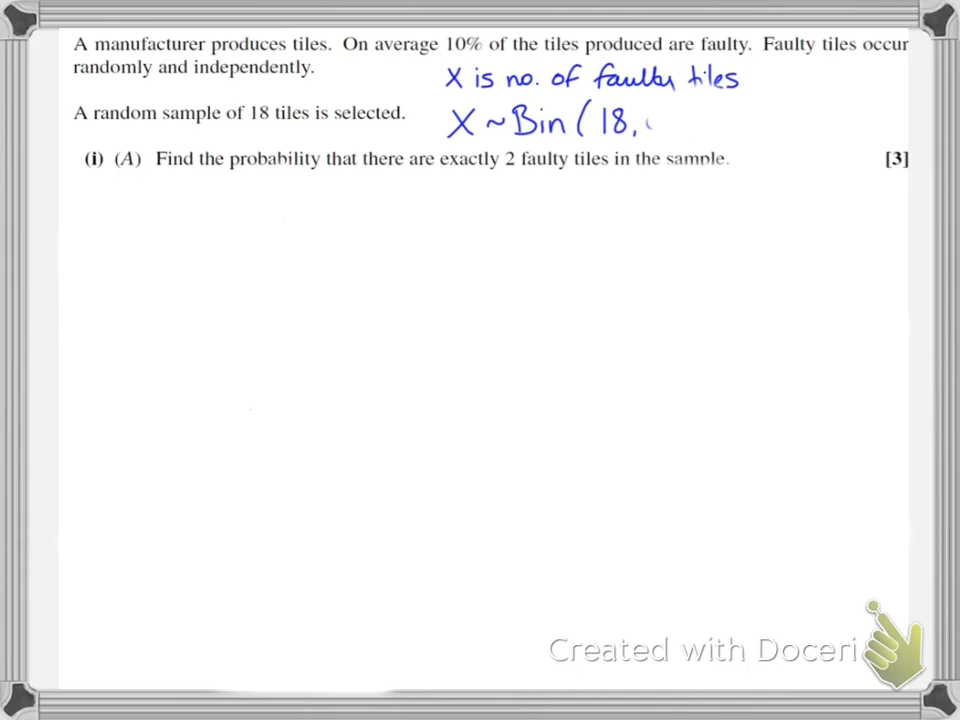 A manufacturer produces tiles. On average 10% of the tiles produced are faulty. Faulty tiles occur
randomly and independently.
X is no. of faulty tiles
A random sample of 18 tiles is selected.
X ~ Bin ( 18,
(i) (A) Find the probability that there are exactly 2 faulty tiles in the sample. [3]
Created with Doceri